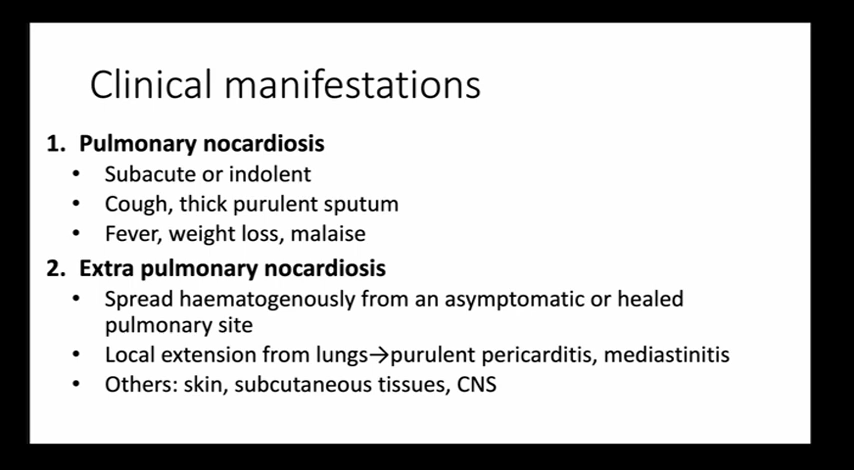 Clinical manifestations
1. Pulmonary nocardiosis
• Subacute or indolent
• Cough, thick purulent sputum
• Fever, weight loss, malaise
2. Extra pulmonary nocardiosis
• Spread haematogenously from an asymptomatic or healed
pulmonary site
• Local extension from lungs→purulent pericarditis, mediastinitis
• Others: skin, subcutaneous tissues, CNS